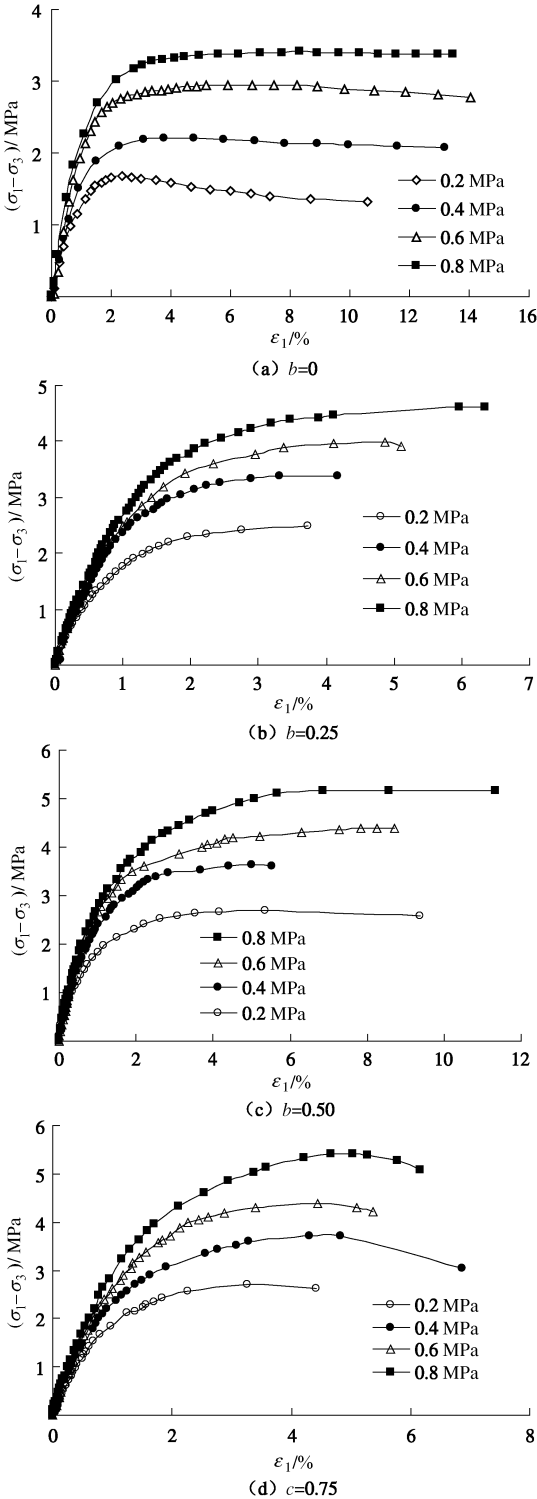 4
3
2
1
(σ1−σ3)/ MPa
0.2 MPa
0.4 MPa
0.6 MPa
0.8 MPa
0 2 4 6 8 10 12 14 16
ε1/%
(a) b=0
5
4
3
2
1
(σ1−σ3)/ MPa
0.2 MPa
0.4 MPa
0.6 MPa
0.8 MPa
0 1 2 3 4 5 6 7
ε1/%
(b) b=0.25
6
5
4
3
2
1
(σ1−σ3)/ MPa
0.8 MPa
0.6 MPa
0.4 MPa
0.2 MPa
0 2 4 6 8 10 12
ε1/%
(c) b=0.50
6
5
4
3
2
1
(σ1−σ3)/ MPa
0.2 MPa
0.4 MPa
0.6 MPa
0.8 MPa
0 2 4 6 8
ε1/%
(d) c=0.75